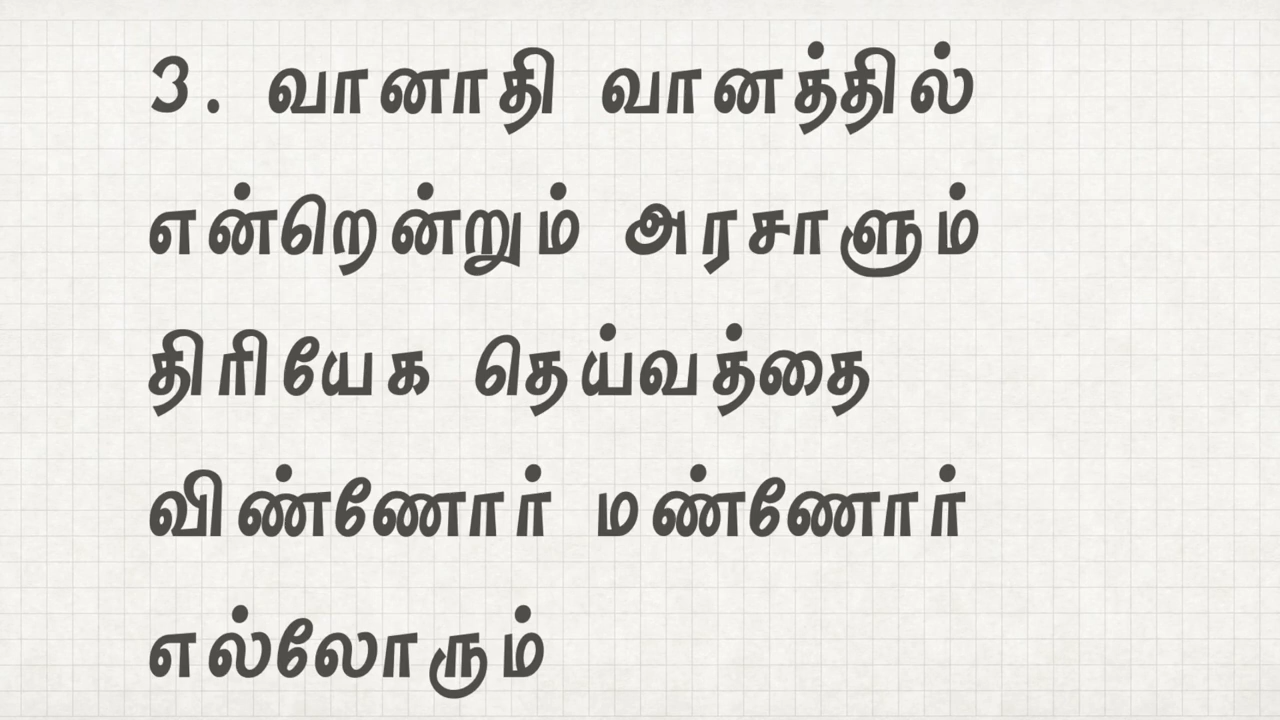 3. வானாதி வானத்தில்
என்றென்றும் அரசாளும்
திரியேக தெய்வத்தை
விண்ணோர் மண்ணோர்
எல்லோரும்